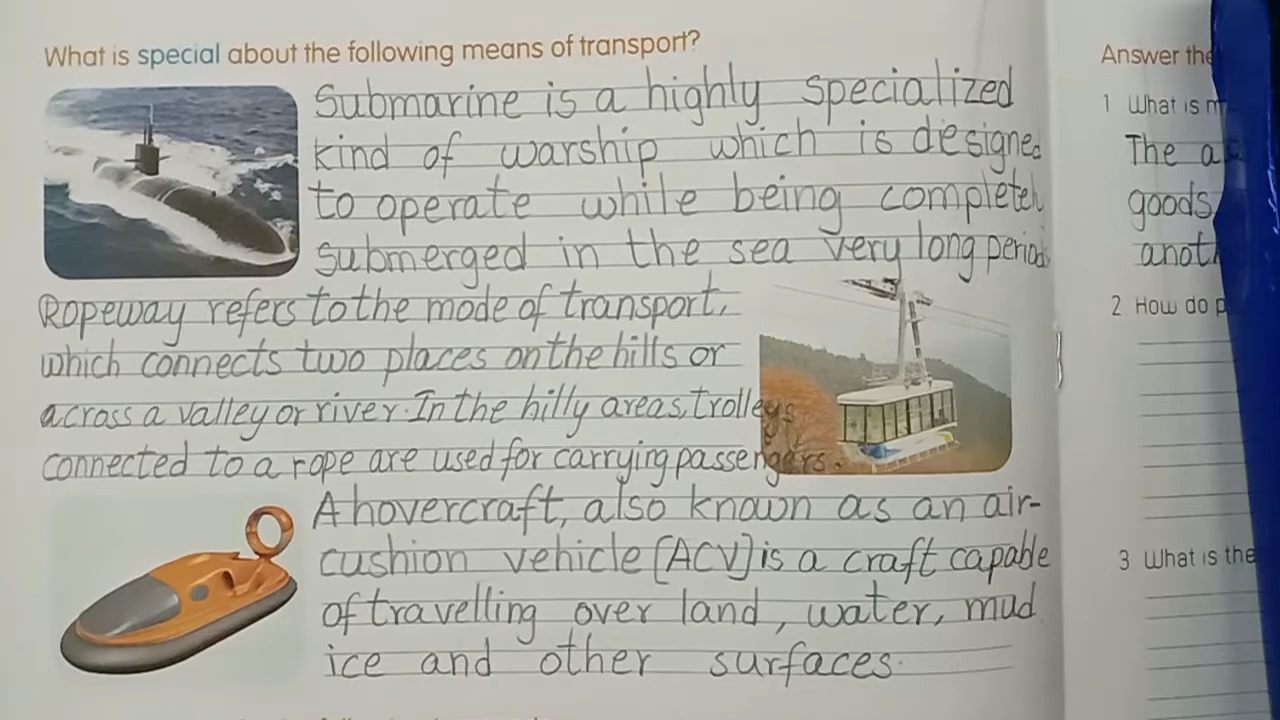 What is special about the following means of transport?
Submarine is a highly specialized
kind of warship which is designed
to operate while being completely
submerged in the sea very long periods
Ropeway refers to the mode of transport,
which connects two places on the hills or
across a valley or river. In the hilly areas, trolleys
connected to a rope are used for carrying passengers.
A hovercraft, also known as an air-
cushion vehicle [ACV] is a craft capable
of travelling over land, water, mud
ice and other surfaces.
Answer the
1 What is
The
goods
2 How do
3 What is the